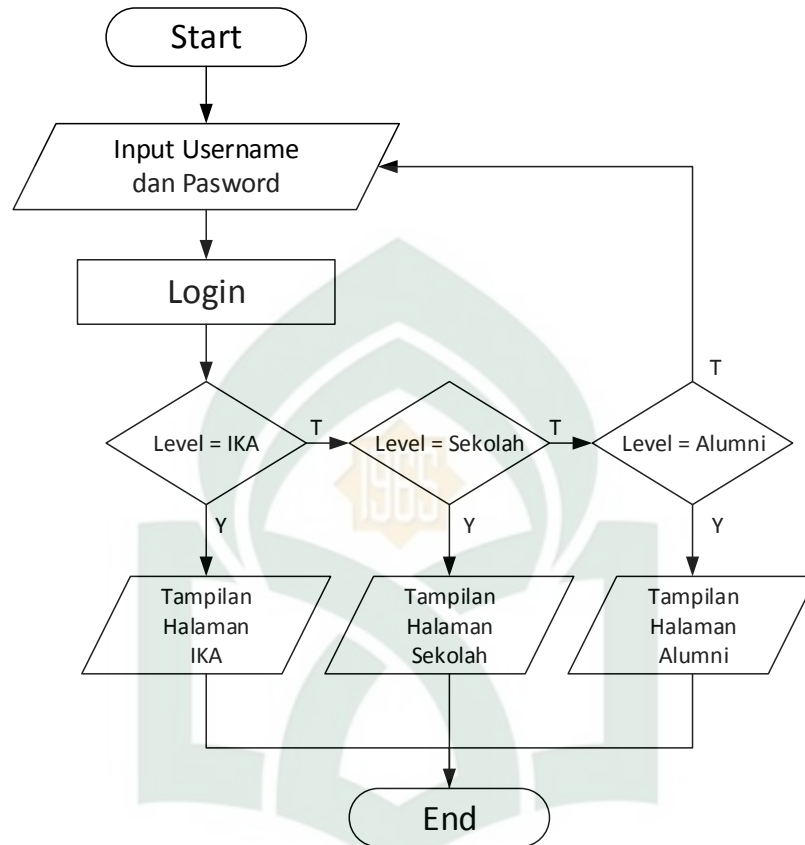 Start
Input Username
dan Pasword
Login
T
Level = IKA
T
Level = Sekolah
T
Level = Alumni
1965
Y
Y
Y
Tampilan
Halaman
IKA
Tampilan
Halaman
Sekolah
Tampilan
Halaman
Alumni
End